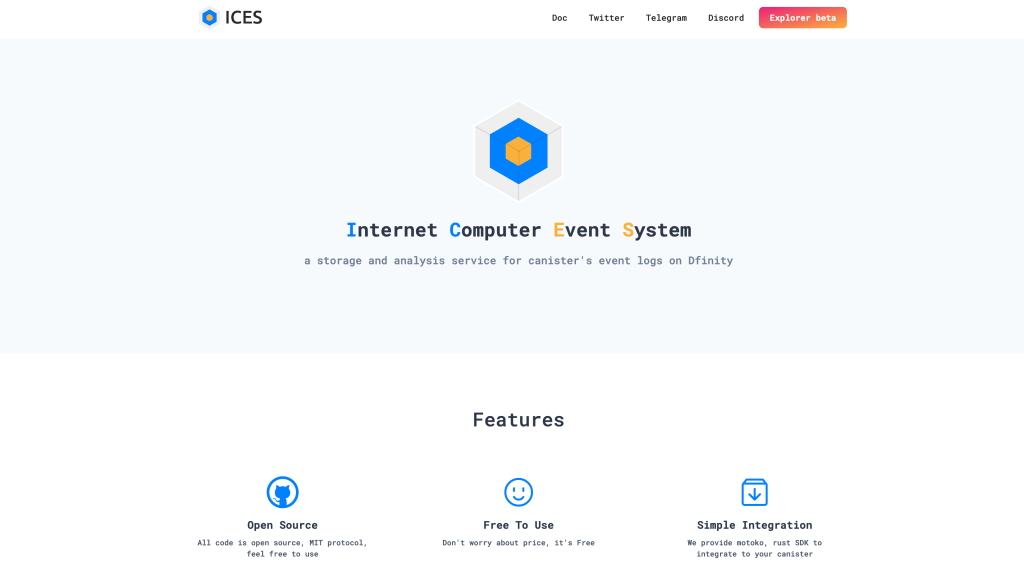 ICES
Doc Twitter Telegram Discord Explorer beta
Internet Computer Event System
a storage and analysis service for canister's event logs on Dfinity
Features
Open Source
All code is open source, MIT protocol,
feel free to use
Free To Use
Don't worry about price, it's Free
Simple Integration
We provide motoko, rust SDK to
integrate to your canister